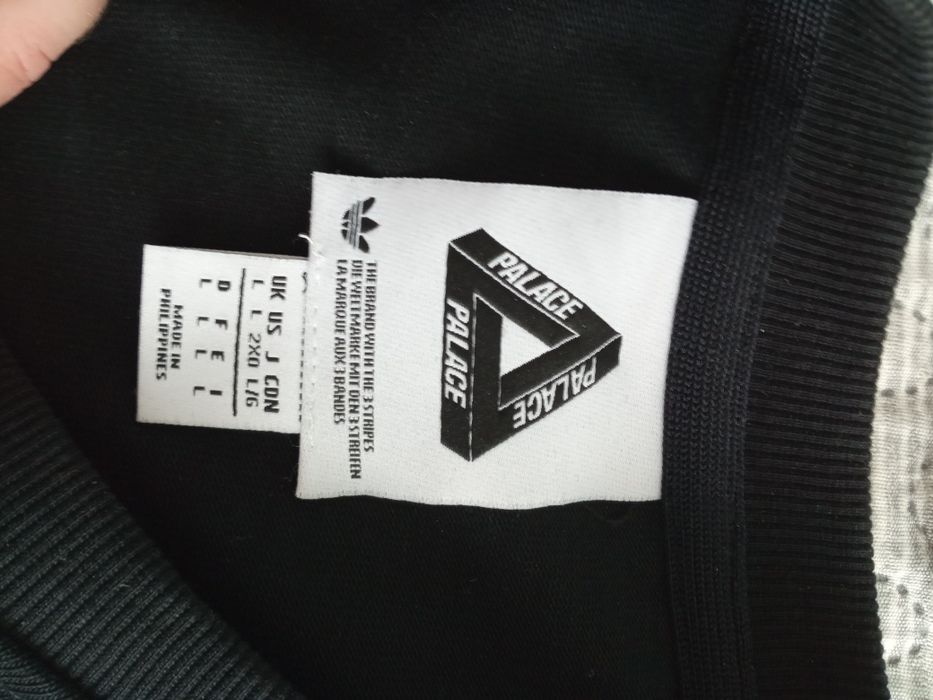 PALACE
PALACE
PALACE
THE BRAND WITH THE 3 STRIPES
DIE WELTMARKE MIT DEN 3 STREIFEN
LA MARQUE AUX 3 BANDES
UK US J CDN
L L 2XO L/G
D F E I
L L L L
MADE IN
PHILIPPINES